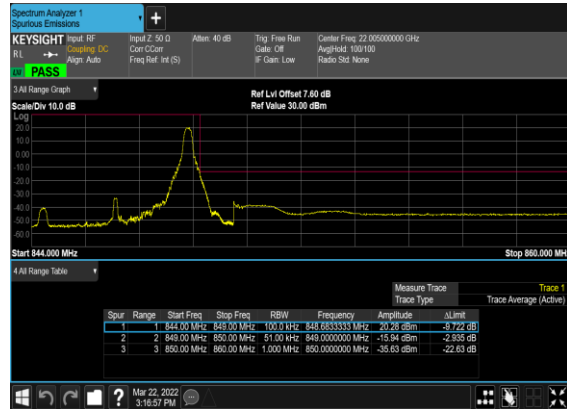 Spectrum Analyzer 1
Spurious Emissions
KEYSIGHT Input: RF Input Z: 50 Ω Atten: 40 dB Trig: Free Run Center Freq: 22.005000000 GHz
RL Coupling: DC Corr CCorr Gate: Off Avg|Hold: 100/100
Align: Auto Freq Ref: Int (S) IF Gain: Low Radio Std: None
LW PASS
3 All Range Graph
Ref Lvl Offset 7.60 dB
Scale/Div 10.0 dB Ref Value 30.00 dBm
Log
20.0
10.0
0.00
-10.0
-20.0
-30.0
-40.0
-50.0
-60.0
Start 844.000 MHz Stop 860.000 MH
4 All Range Table
Measure Trace Trace 1
Trace Type Trace Average (Active)
Spur Range Start Freq Stop Freq RBW Frequency Amplitude ΔLimit
1 1 844.00 MHz 849.00 MHz 100.0 kHz 848.6833333 MHz 20.28 dBm -9.722 dB
2 2 849.00 MHz 850.00 MHz 51.00 kHz 849.0000000 MHz -15.94 dBm -2.935 dB
3 3 850.00 MHz 860.00 MHz 1.000 MHz 850.0000000 MHz -35.63 dBm -22.63 dB
Mar 22, 2022
3:16:57 PM